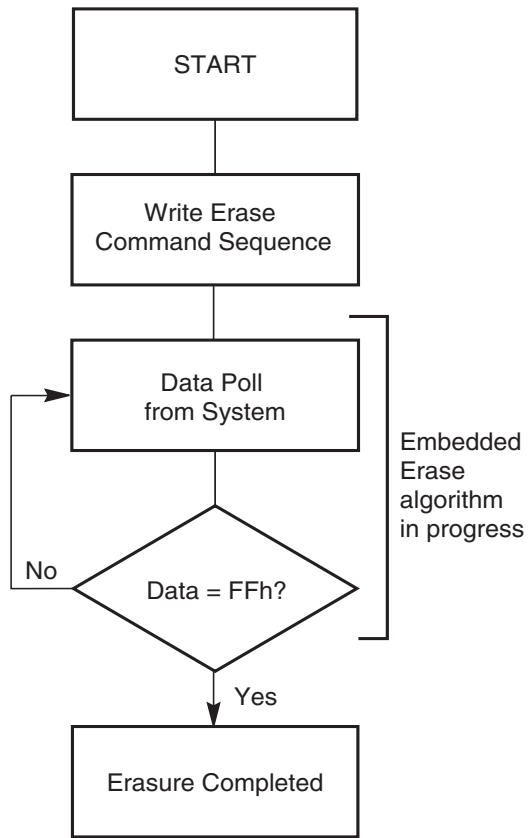 START
Write Erase
Command Sequence
Data Poll
from System
Embedded
Erase
algorithm
in progress
No
Data = FFh?
Yes
Erasure Completed